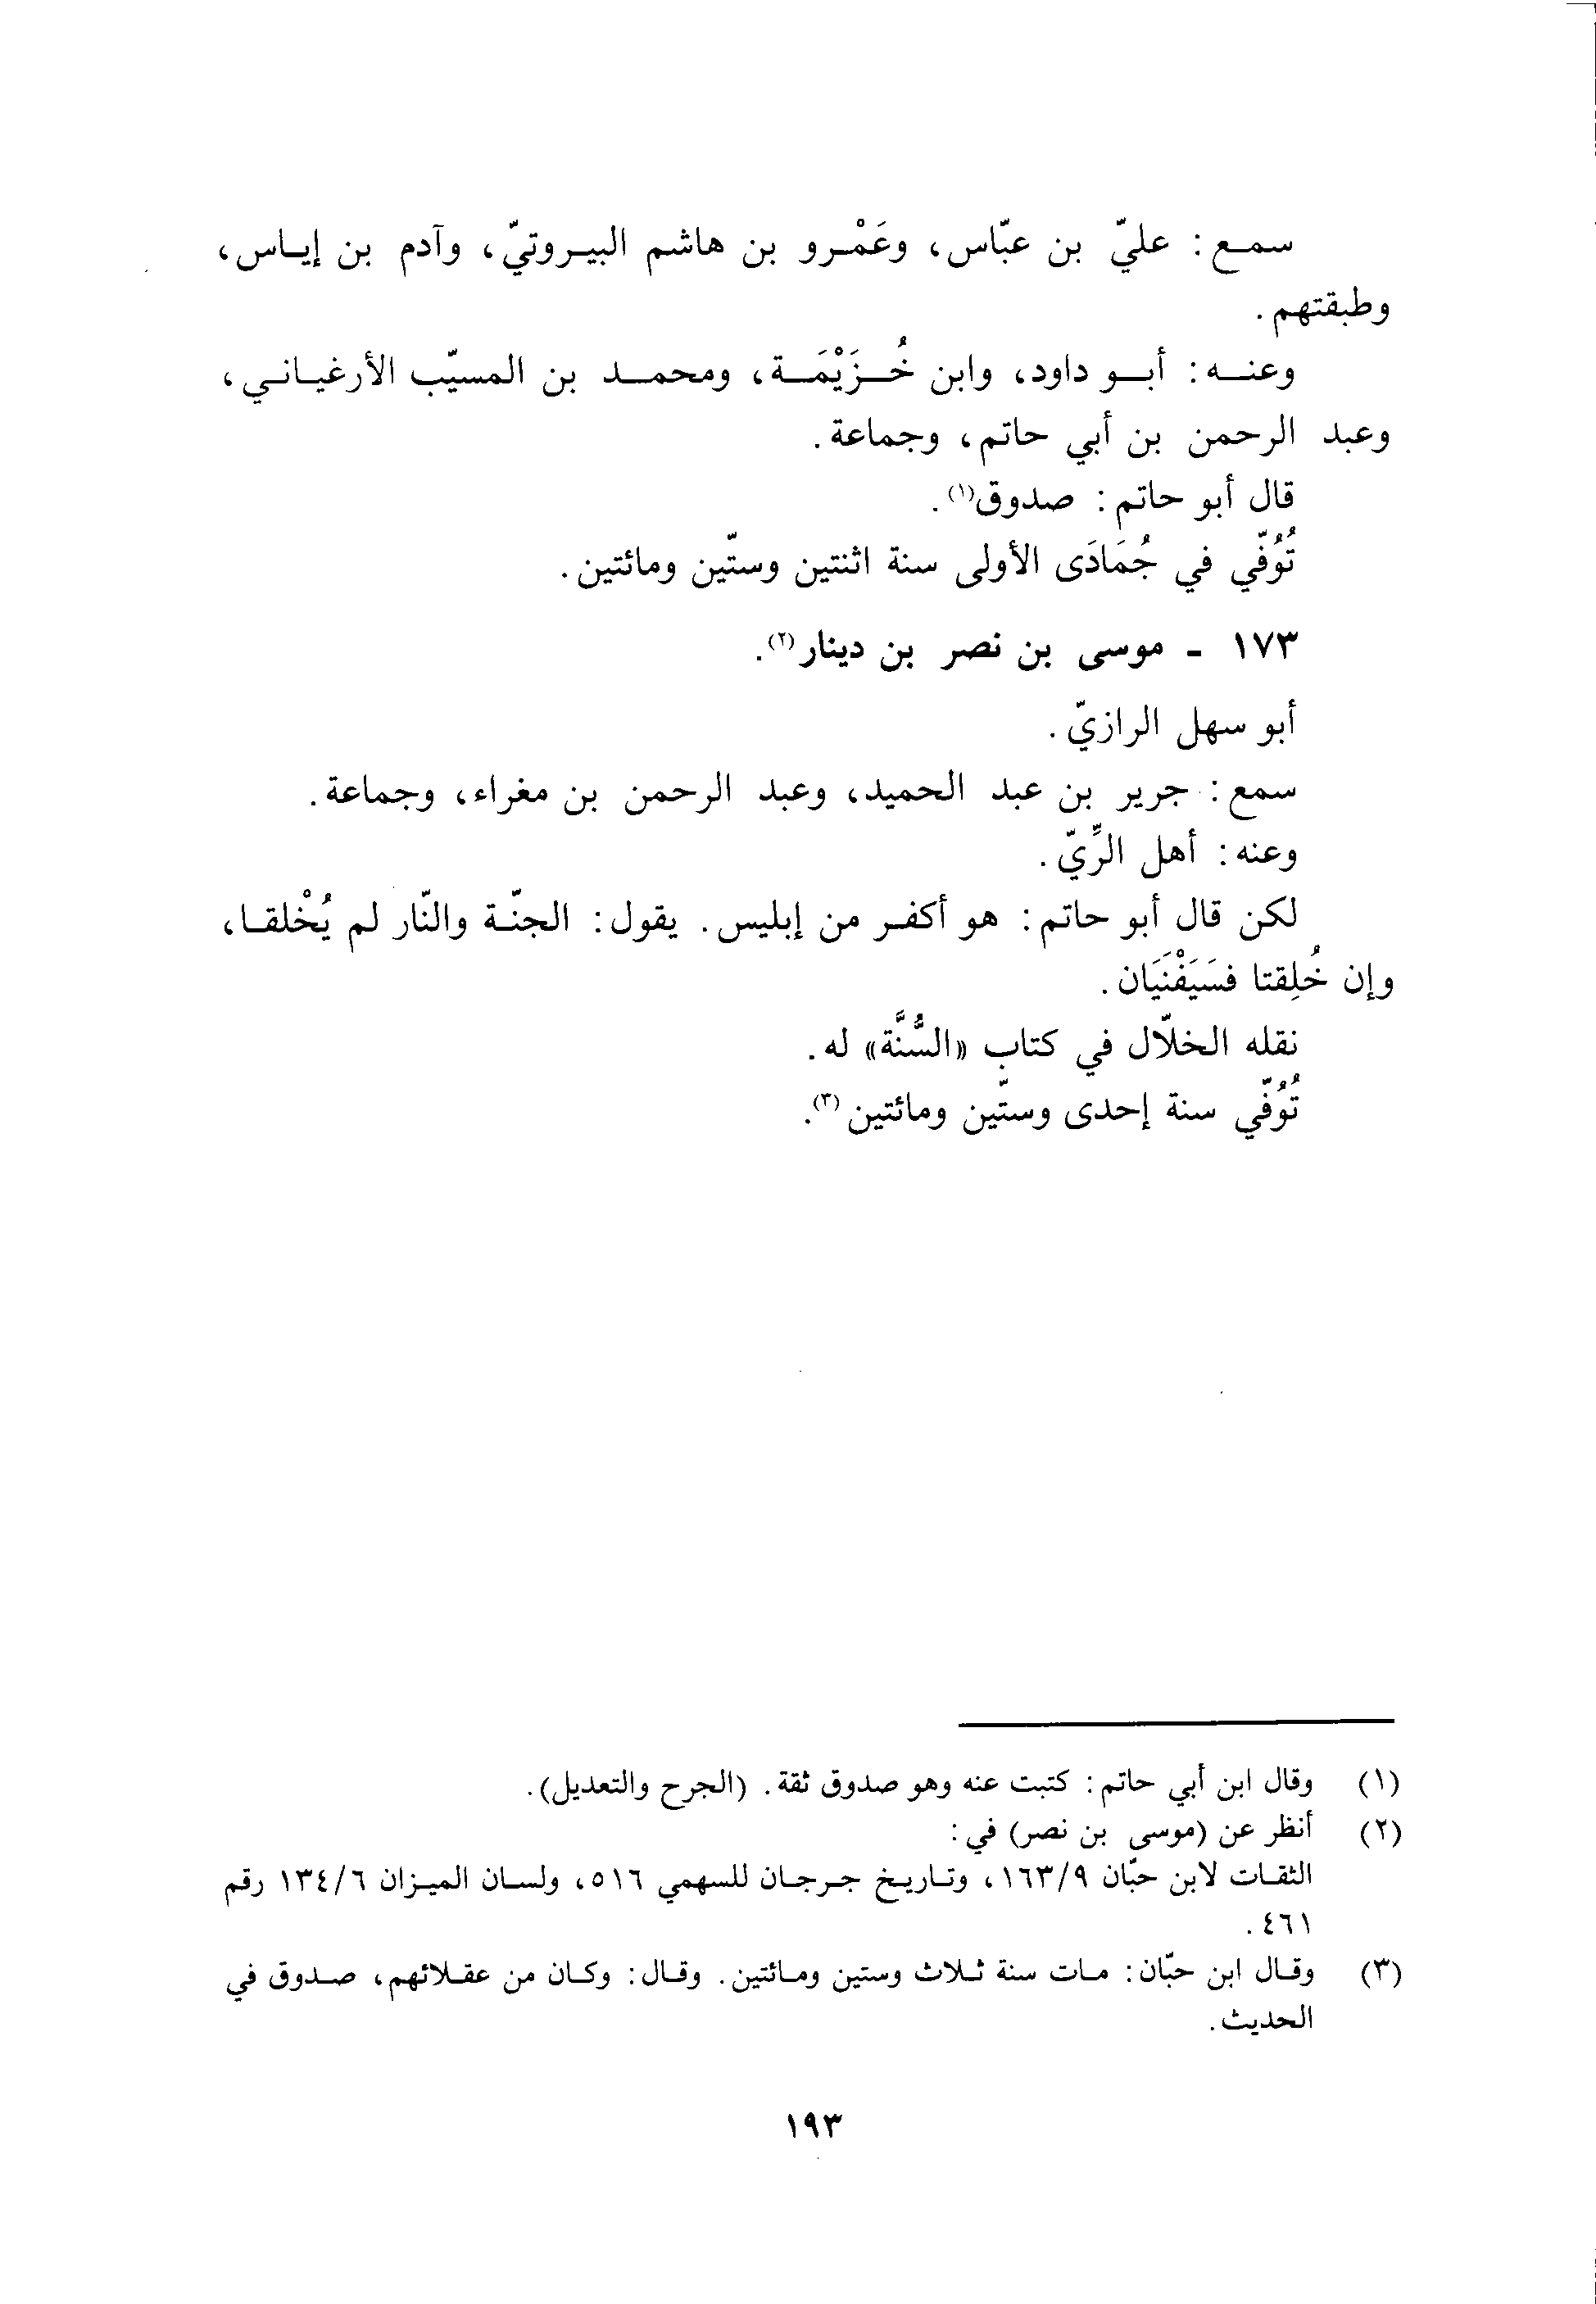 سمع : عليّ بن عبّاس، وعَمْرو بن هاشم البيروتيّ، وآدم بن إياس،
وطبقتهم .
وعنه : أبو داود، وابن خُزَيْمَة، ومحمد بن المسيّب الأرغياني،
وعبد الرحمن بن أبي حاتم، وجماعة .
قال أبو حاتم : صدوق(١) .
تُوُفّي في جُمَادَى الأولى سنة اثنتين وستّين ومائتين .
١٧٣ - موسى بن نصر بن دينار(٢) .
أبو سهل الرازيّ .
سمع : جرير بن عبد الحميد، وعبد الرحمن بن مغراء، وجماعة .
وعنه : أهل الرِّيّ .
لكن قال أبو حاتم : هو أكفر من إبليس . يقول : الجنّة والنّار لم يُخْلقا،
وإن خُلِقتا فسَيَفْنَيَان .
نقله الخلّال في كتاب «السُّنَّة» له .
تُوُفّي سنة إحدى وستّين ومائتين(٣) .
(١) وقال ابن أبي حاتم : كتبت عنه وهو صدوق ثقة . (الجرح والتعديل) .
(٢) أنظر عن (موسى بن نصر) في :
الثقات لابن حبّان ٩/١٦٣، وتاريخ جرجان للسهمي ٥١٦، ولسان الميزان ٦/١٣٤ رقم
٤٦١ .
(٣) وقال ابن حبّان : مات سنة ثلاث وستين ومائتين . وقال : وكان من عقلائهم، صدوق في
الحديث .
١٩٣